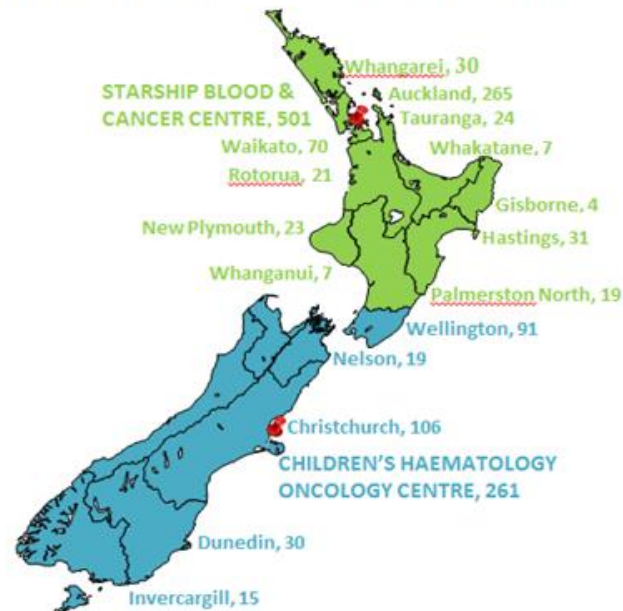 Whangarei, 30
STARSHIP BLOOD &
CANCER CENTRE, 501
Auckland, 265
Tauranga, 24
Waikato, 70
Whakatane, 7
Rotorua, 21
Gisborne, 4
New Plymouth, 23
Hastings, 31
Whanganui, 7
Palmerston North, 19
Wellington, 91
Nelson, 19
Christchurch, 106
CHILDREN'S HAEMATOLOGY
ONCOLOGY CENTRE, 261
Dunedin, 30
Invercargill, 15